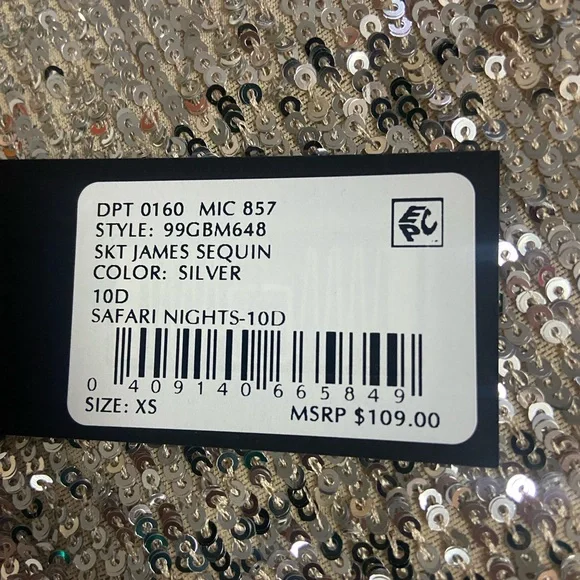 DPT 0160 MIC 857
STYLE: 99GBM648
SKT JAMES SEQUIN
COLOR: SILVER
10D
SAFARI NIGHTS-10D
0 409140 665849
SIZE: XS
MSRP $109.00
EPC